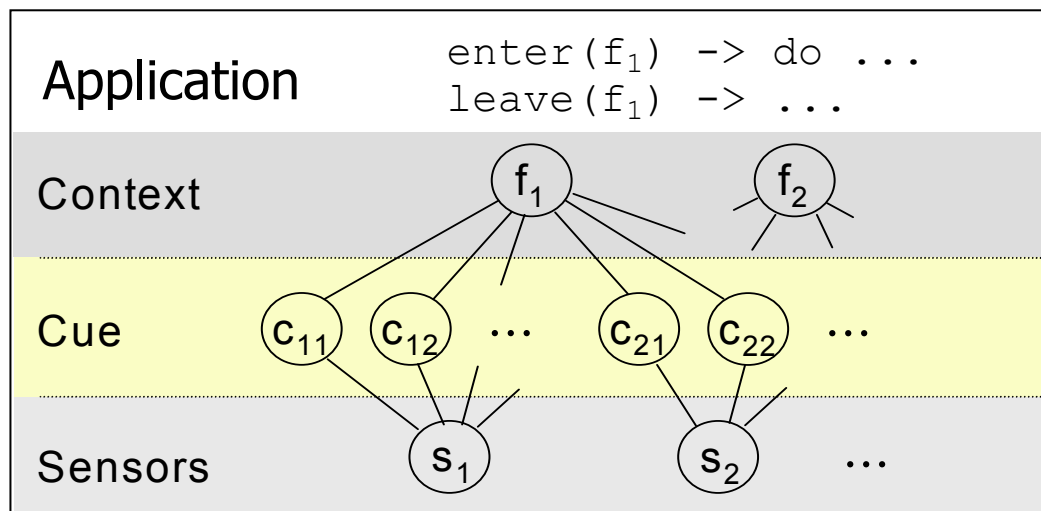 Application
enter(f₁) -> do ...
leave(f₁) -> ...
Context f₁ f₂
Cue c₁₁ c₁₂ ... c₂₁ c₂₂ ...
Sensors s₁ s₂ ...